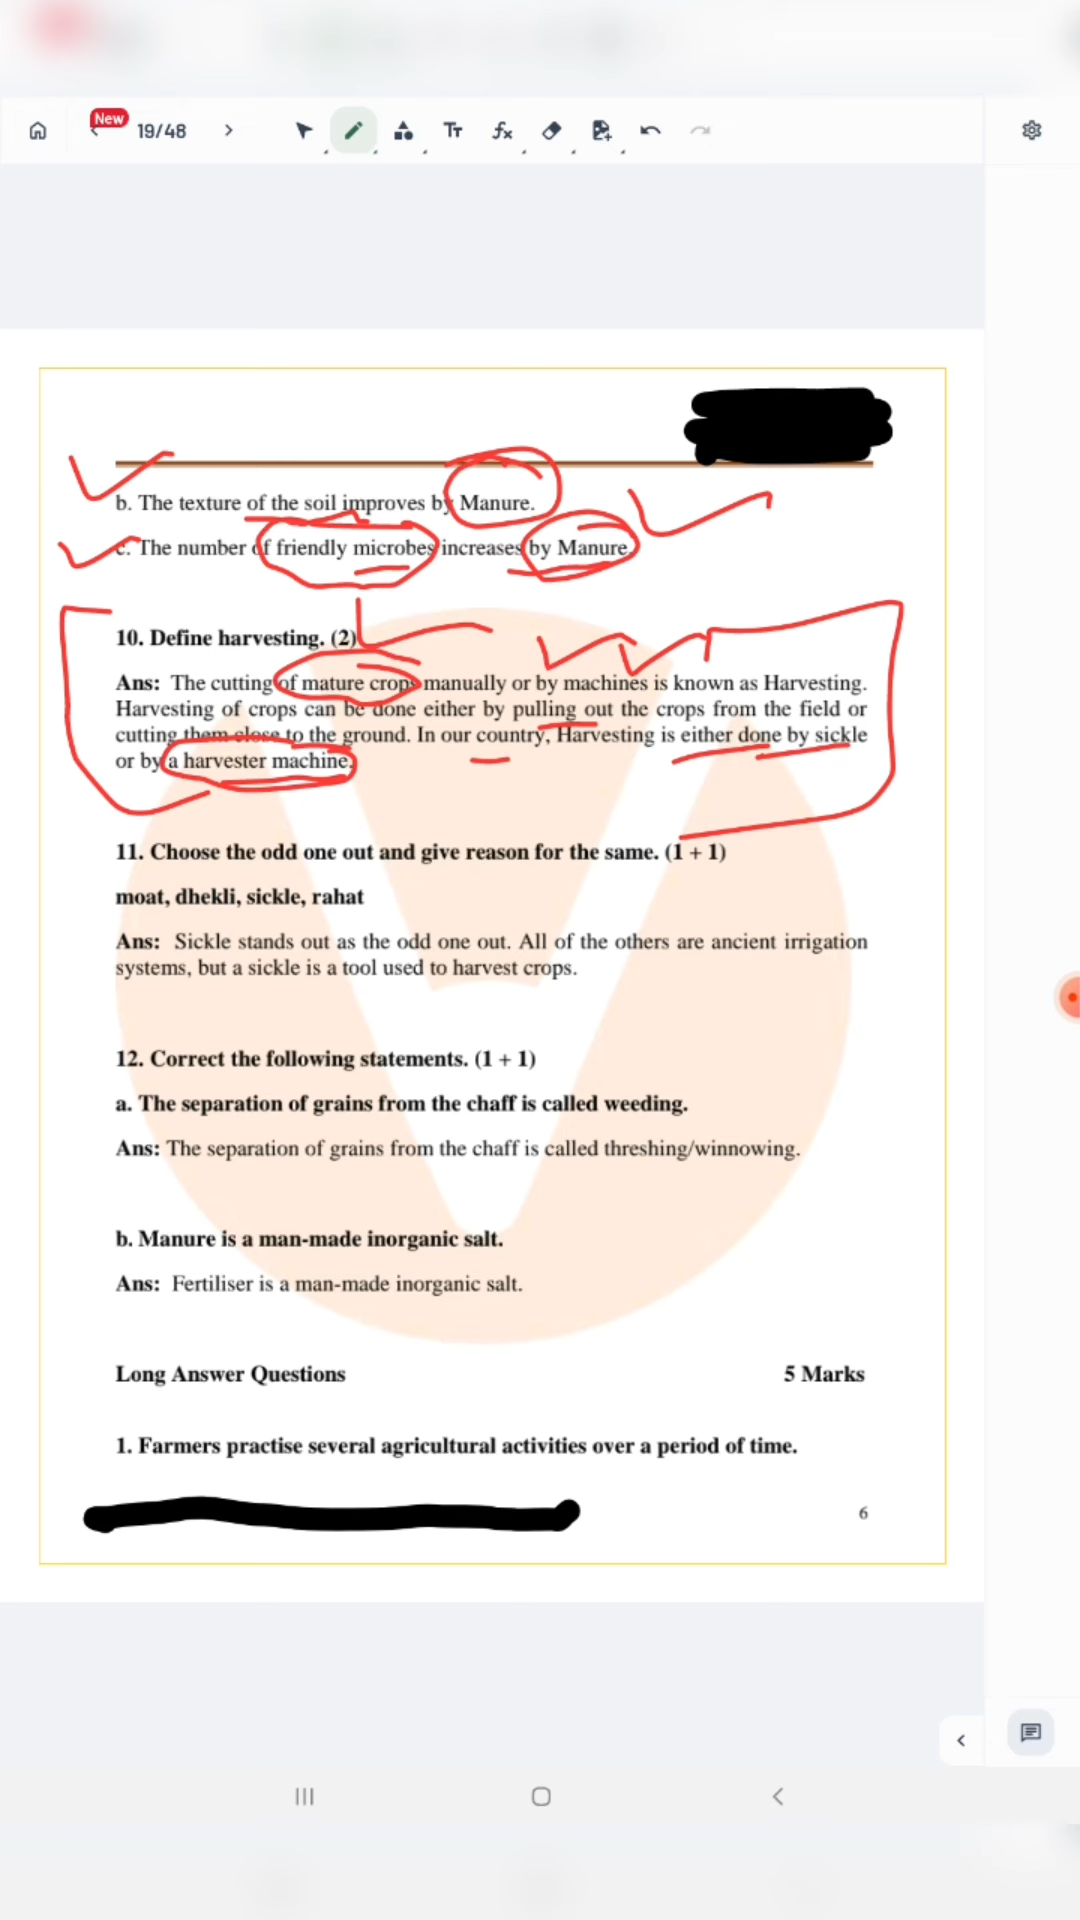 New
19/48
b. The texture of the soil improves by Manure.
c. The number of friendly microbes increases by Manure.
10. Define harvesting. (2)
Ans: The cutting of mature crops manually or by machines is known as Harvesting.
Harvesting of crops can be done either by pulling out the crops from the field or
cutting them close to the ground. In our country, Harvesting is either done by sickle
or by a harvester machine.
11. Choose the odd one out and give reason for the same. (1 + 1)
moat, dhekli, sickle, rahat
Ans: Sickle stands out as the odd one out. All of the others are ancient irrigation
systems, but a sickle is a tool used to harvest crops.
12. Correct the following statements. (1 + 1)
a. The separation of grains from the chaff is called weeding.
Ans: The separation of grains from the chaff is called threshing/winnowing.
b. Manure is a man-made inorganic salt.
Ans: Fertiliser is a man-made inorganic salt.
Long Answer Questions 5 Marks
1. Farmers practise several agricultural activities over a period of time.
6